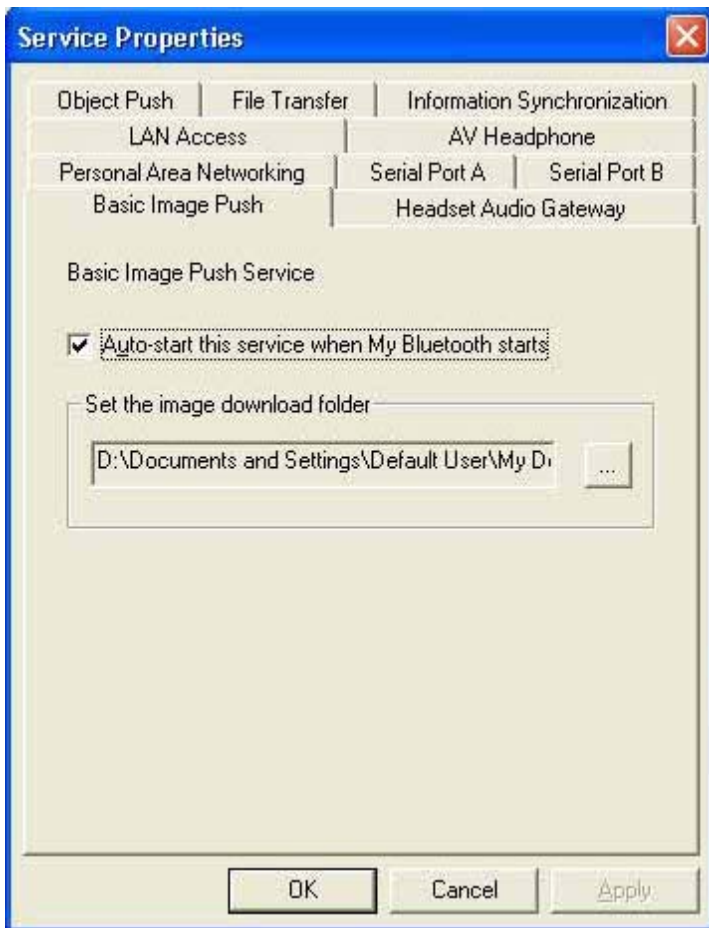 Service Properties
Object Push File Transfer Information Synchronization
LAN Access AV Headphone
Personal Area Networking Serial Port A Serial Port B
Basic Image Push Headset Audio Gateway
Basic Image Push Service
Auto-start this service when My Bluetooth starts
Set the image download folder
D:\Documents and Settings\Default User\My D
...
OK Cancel Apply